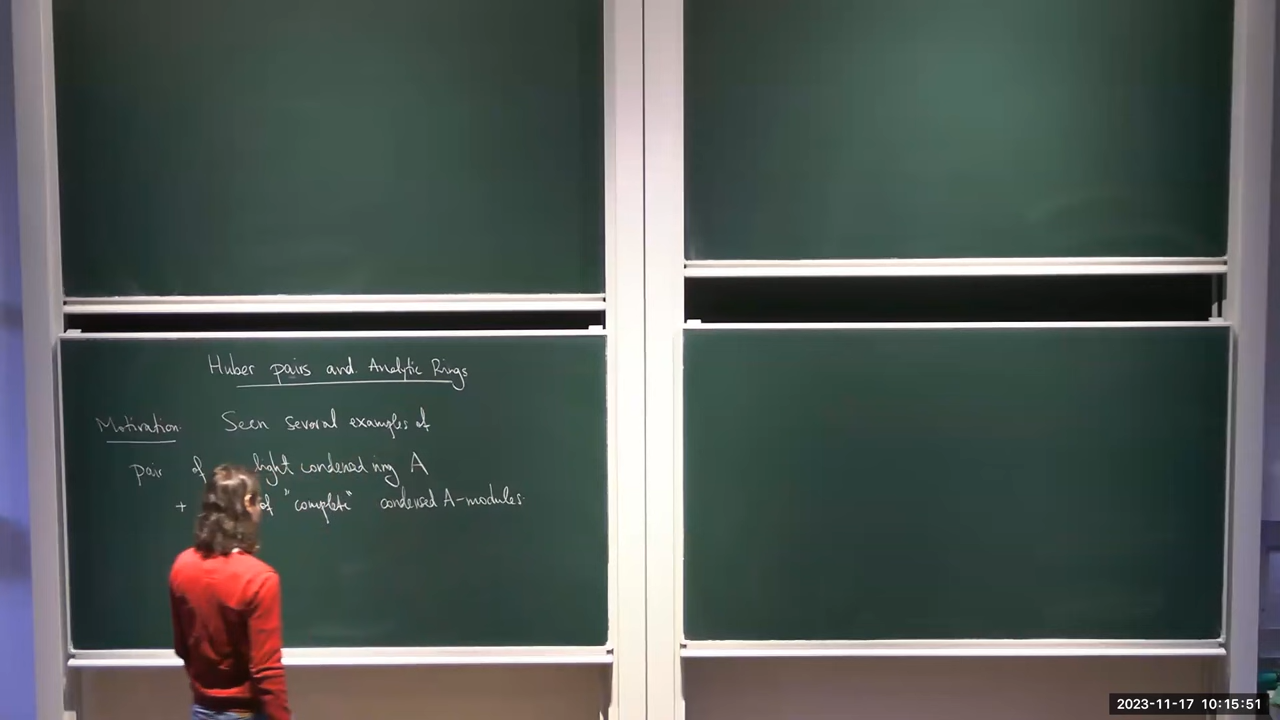 Huber pairs and Analytic Rings
Motivation: Seen several examples of
pair of light condensed ring A
+ of "complete" condensed A-modules.
2023-11-17 10:15:51